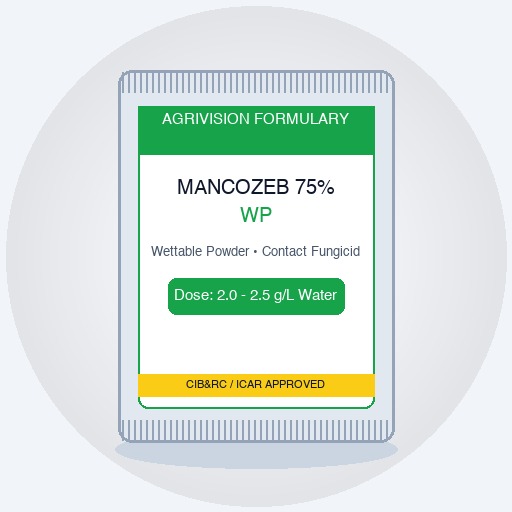 AGRIVISION FORMULARY
MANCOZEB 75%
WP
Wettable Powder • Contact Fungicid
Dose: 2.0 - 2.5 g/L Water
CIB&RC / ICAR APPROVED